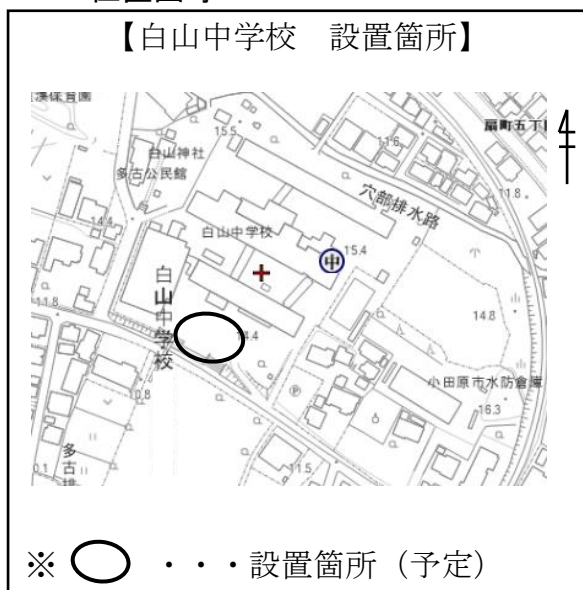 【白山中学校 設置箇所】
扇町五丁
15.5
11.6
白山神社
多古公民館
穴部排水路
11.8
14.4
白山中学校
中
15.4
白山中学校
11.8
14.8
14.4
小田原市水防倉庫
10.8
16.3
多古排
11.5
※ ・・・設置箇所（予定）